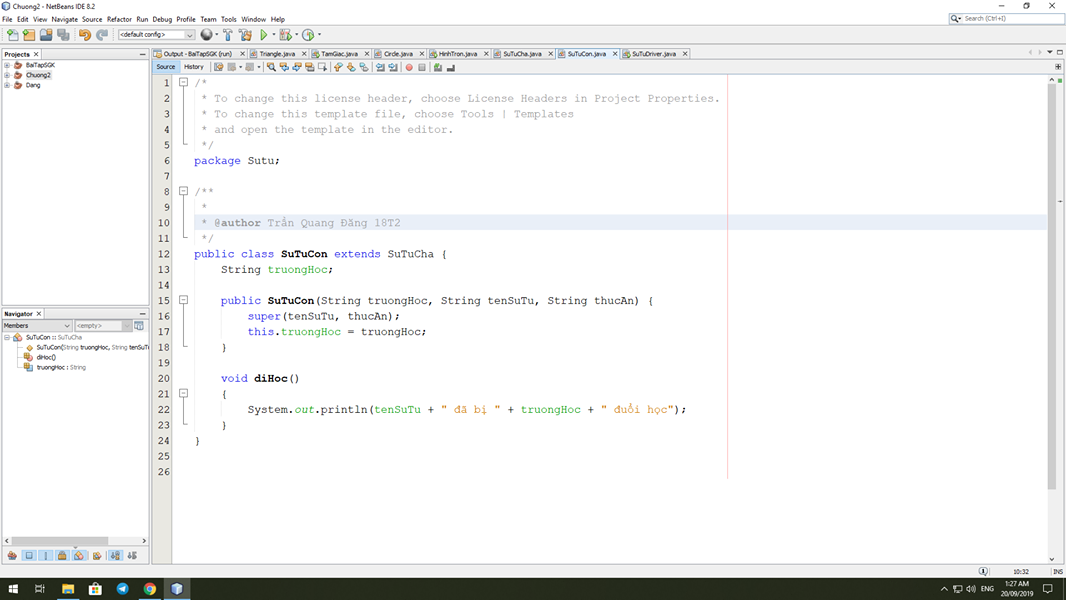 Chuong2 - NetBeans IDE 8.2
File Edit View Navigate Source Refactor Run Debug Profile Team Tools Window Help
Search (Ctrl+I)
<default config>
Projects
BaiTapSGK
Chuong2
Dang
Output - BaiTapSGK (run) Triangle.java TamGiac.java Circle.java HinhTron.java SuTuCha.java SuTuCon.java SuTuDriver.java
Source History
1 /*
2 * To change this license header, choose License Headers in Project Properties.
3 * To change this template file, choose Tools | Templates
4 * and open the template in the editor.
5 */
6 package Sutu;
7
8 /**
9 *
10 * @author Trần Quang Đăng 18T2
11 */
12 public class SuTuCon extends SuTuCha {
13 String truongHoc;
14
15 public SuTuCon(String truongHoc, String tenSuTu, String thucAn) {
16 super(tenSuTu, thucAn);
17 this.truongHoc = truongHoc;
18 }
19
20 void diHoc()
21 {
22 System.out.println(tenSuTu + " đã bị " + truongHoc + " đuổi học");
23 }
24 }
25
26
Navigator
Members <empty>
SuTuCon :: SuTuCha
SuTuCon(String truongHoc, String tenSuTu
diHoc()
truongHoc : String
1 10:32 INS
ENG 1:27 AM
20/09/2019